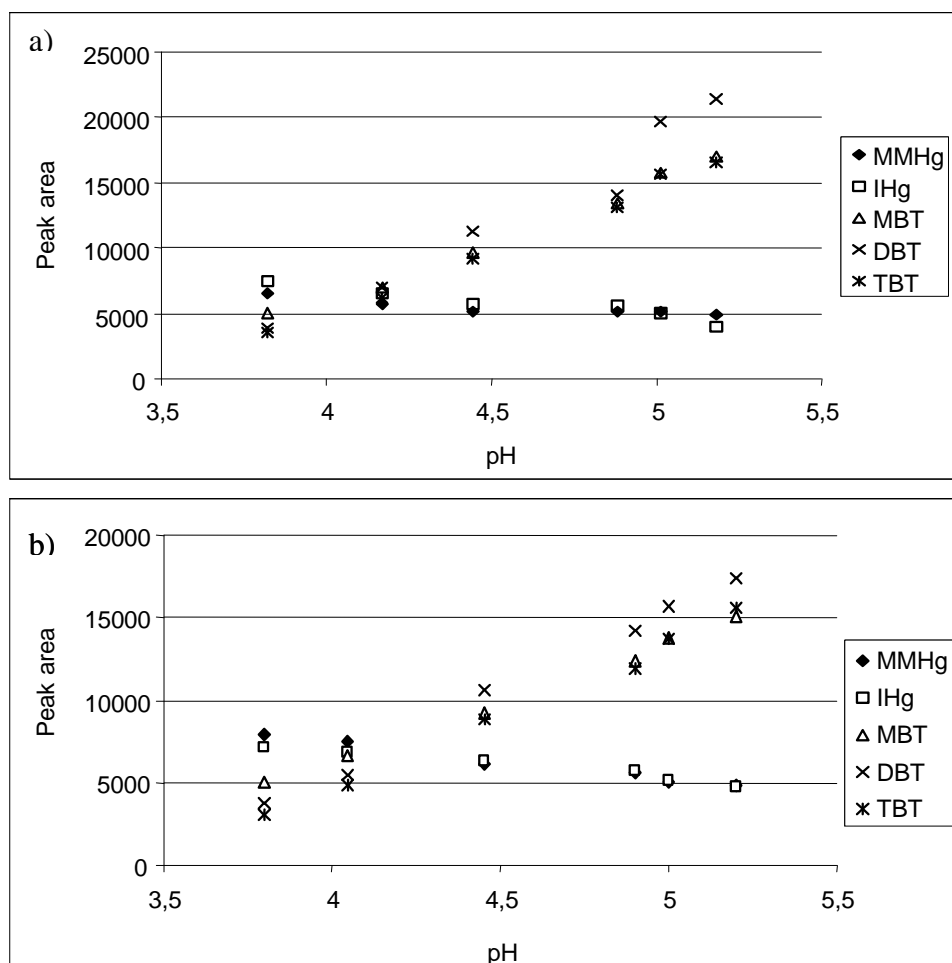 a)
25000
20000
15000
10000
5000
0
Peak area
3,5 4 4,5 5 5,5
pH
MMHg
IHg
MBT
DBT
TBT
b)
20000
15000
10000
5000
0
Peak area
3,5 4 4,5 5 5,5
pH
MMHg
IHg
MBT
DBT
TBT